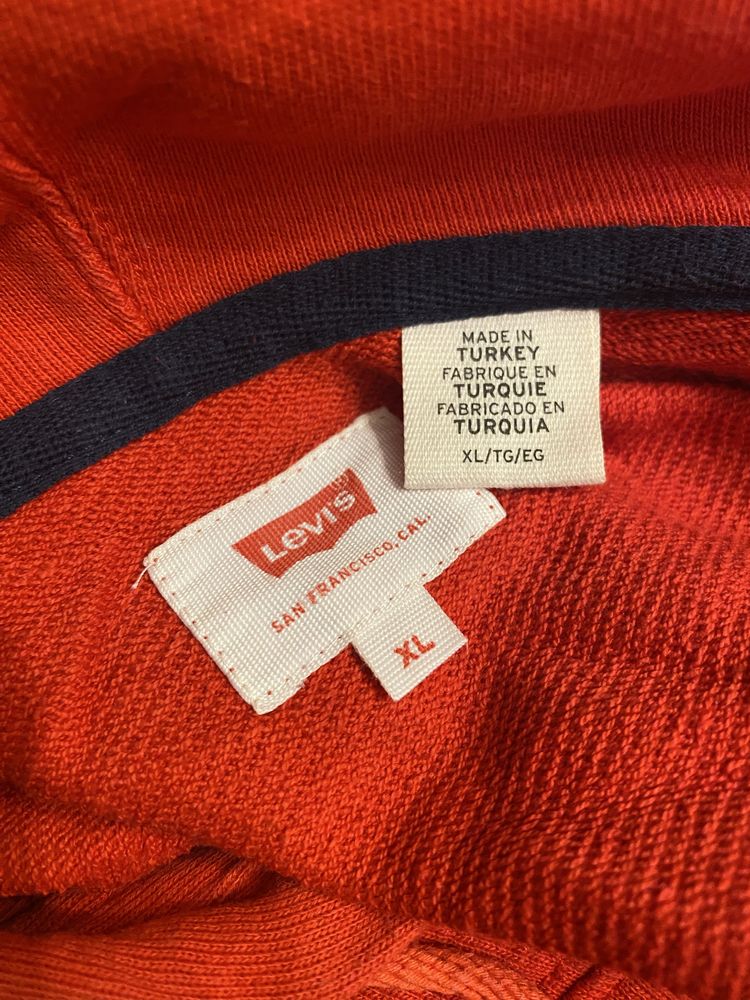 MADE IN
TURKEY
FABRIQUE EN
TURQUIE
FABRICADO EN
TURQUIA
XL/TG/EG
Levi's
SAN FRANCISCO, CAL.
XL